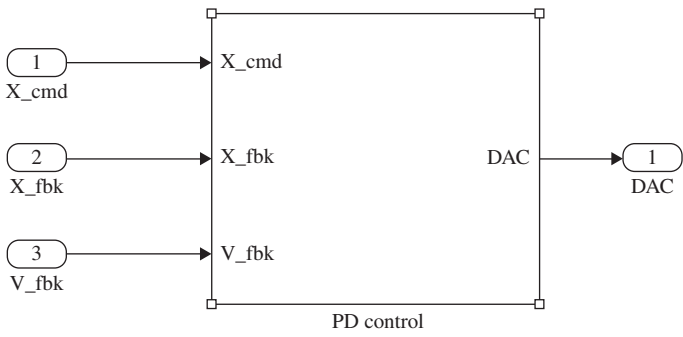 1
X_cmd
X_cmd
2
X_fbk
X_fbk
DAC
1
DAC
3
V_fbk
V_fbk
PD control